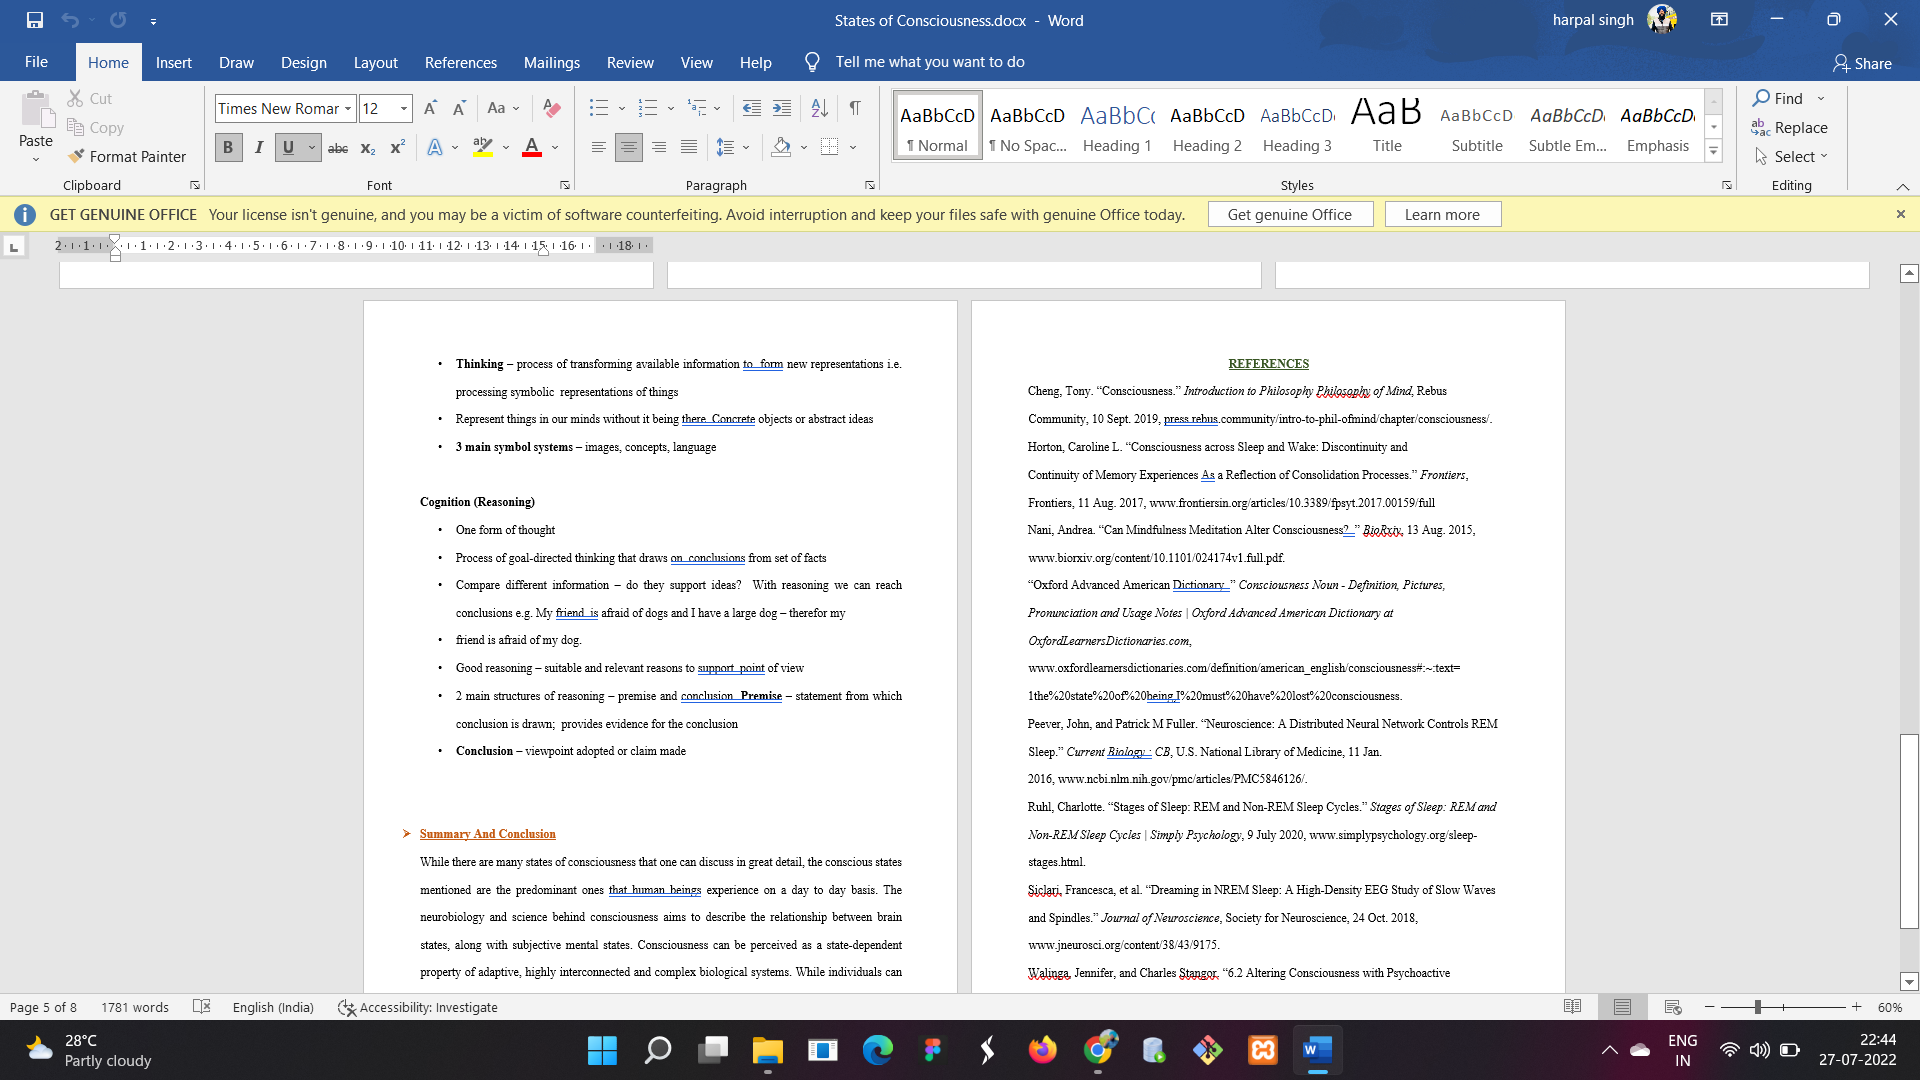 States of Consciousness.docx - Word
harpal singh
File Home Insert Draw Design Layout References Mailings Review View Help Tell me what you want to do
Share
Paste
Cut
Copy
Format Painter
Clipboard
Times New Roman 12
Aa
B I U abc x₂ x²
Font
Paragraph
AaBbCcD AaBbCcD AaBbC AaBbCcD AaBbCcD AaB AaBbCcD AaBbCcD AaBbCcD
¶ Normal ¶ No Spac... Heading 1 Heading 2 Heading 3 Title Subtitle Subtle Em... Emphasis
Styles
Find
Replace
Select
Editing
GET GENUINE OFFICE Your license isn't genuine, and you may be a victim of software counterfeiting. Avoid interruption and keep your files safe with genuine Office today. Get genuine Office Learn more
2 1 1 2 3 4 5 6 7 8 9 10 11 12 13 14 15 16 18
• Thinking – process of transforming available information to form new representations i.e.
processing symbolic representations of things
• Represent things in our minds without it being there Concrete objects or abstract ideas
• 3 main symbol systems – images, concepts, language
Cognition (Reasoning)
• One form of thought
• Process of goal-directed thinking that draws on conclusions from set of facts
• Compare different information – do they support ideas? With reasoning we can reach
conclusions e.g. My friend is afraid of dogs and I have a large dog – therefor my
• friend is afraid of my dog.
• Good reasoning – suitable and relevant reasons to support point of view
• 2 main structures of reasoning – premise and conclusion Premise – statement from which
conclusion is drawn; provides evidence for the conclusion
• Conclusion – viewpoint adopted or claim made
➢ Summary And Conclusion
While there are many states of consciousness that one can discuss in great detail, the conscious states
mentioned are the predominant ones that human beings experience on a day to day basis. The
neurobiology and science behind consciousness aims to describe the relationship between brain
states, along with subjective mental states. Consciousness can be perceived as a state-dependent
property of adaptive, highly interconnected and complex biological systems. While individuals can
REFERENCES
Cheng, Tony. “Consciousness.” Introduction to Philosophy Philosophy of Mind, Rebus
Community, 10 Sept. 2019, press.rebus.community/intro-to-phil-ofmind/chapter/consciousness/.
Horton, Caroline L. “Consciousness across Sleep and Wake: Discontinuity and
Continuity of Memory Experiences As a Reflection of Consolidation Processes.” Frontiers,
Frontiers, 11 Aug. 2017, www.frontiersin.org/articles/10.3389/fpsyt.2017.00159/full
Nani, Andrea. “Can Mindfulness Meditation Alter Consciousness? ” BioRxiv, 13 Aug. 2015,
www.biorxiv.org/content/10.1101/024174v1.full.pdf.
“Oxford Advanced American Dictionary ” Consciousness Noun - Definition, Pictures,
Pronunciation and Usage Notes | Oxford Advanced American Dictionary at
OxfordLearnersDictionaries.com,
www.oxfordlearnersdictionaries.com/definition/american_english/consciousness#:~:text=
1the%20state%20of%20being,I%20must%20have%20lost%20consciousness.
Peever, John, and Patrick M Fuller. “Neuroscience: A Distributed Neural Network Controls REM
Sleep.” Current Biology : CB, U.S. National Library of Medicine, 11 Jan.
2016, www.ncbi.nlm.nih.gov/pmc/articles/PMC5846126/.
Ruhl, Charlotte. “Stages of Sleep: REM and Non-REM Sleep Cycles.” Stages of Sleep: REM and
Non-REM Sleep Cycles | Simply Psychology, 9 July 2020, www.simplypsychology.org/sleep-
stages.html.
Siclari, Francesca, et al. “Dreaming in NREM Sleep: A High-Density EEG Study of Slow Waves
and Spindles.” Journal of Neuroscience, Society for Neuroscience, 24 Oct. 2018,
www.jneurosci.org/content/38/43/9175.
Walinga, Jennifer, and Charles Stangor. “6.2 Altering Consciousness with Psychoactive
Page 5 of 8 1781 words English (India) Accessibility: Investigate 60%
28°C
Partly cloudy
ENG
IN
22:44
27-07-2022